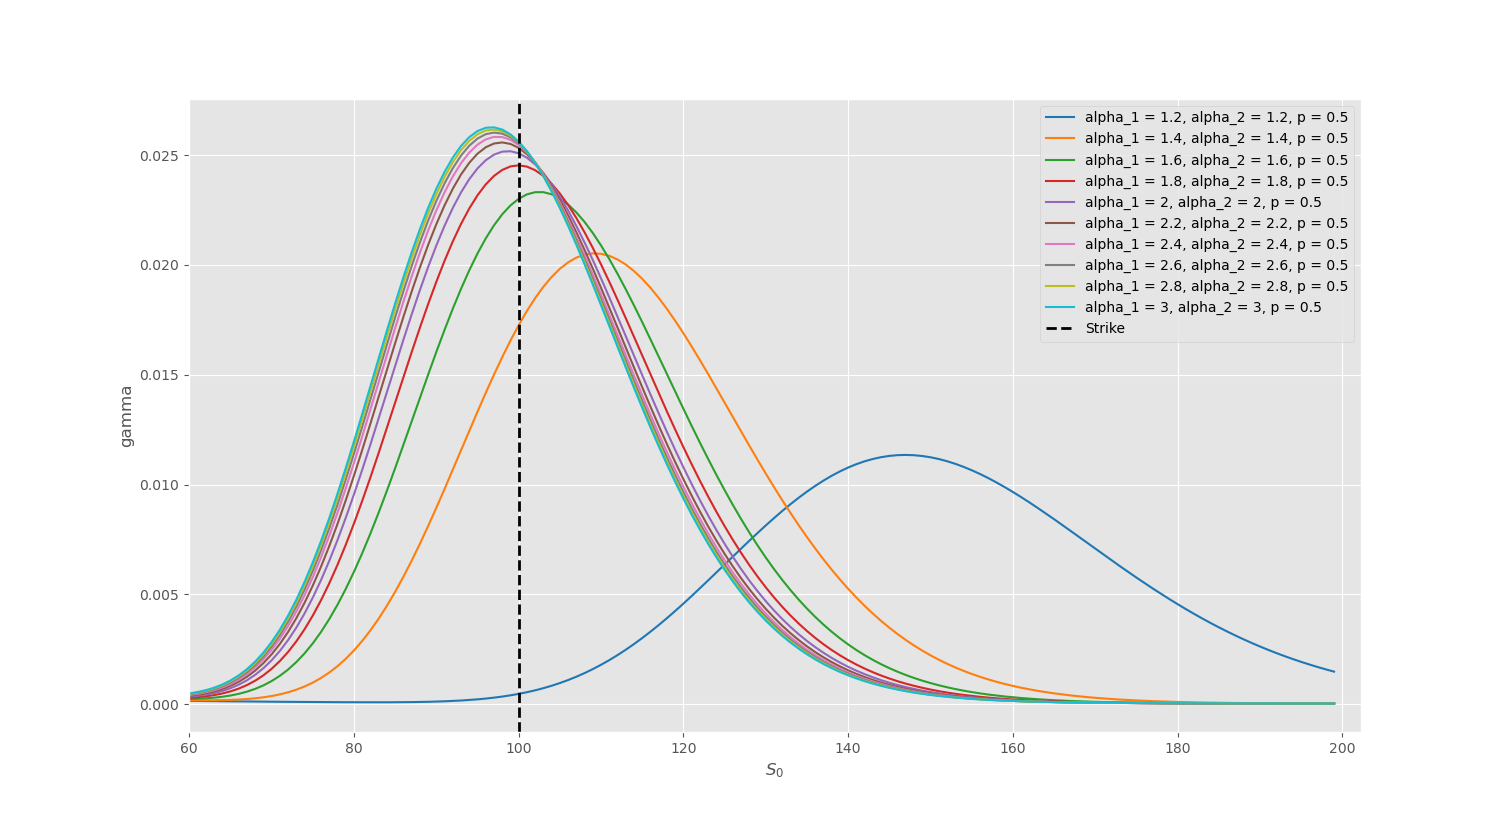 alpha_1 = 1.2, alpha_2 = 1.2, p = 0.5
alpha_1 = 1.4, alpha_2 = 1.4, p = 0.5
alpha_1 = 1.6, alpha_2 = 1.6, p = 0.5
alpha_1 = 1.8, alpha_2 = 1.8, p = 0.5
alpha_1 = 2, alpha_2 = 2, p = 0.5
alpha_1 = 2.2, alpha_2 = 2.2, p = 0.5
alpha_1 = 2.4, alpha_2 = 2.4, p = 0.5
alpha_1 = 2.6, alpha_2 = 2.6, p = 0.5
alpha_1 = 2.8, alpha_2 = 2.8, p = 0.5
alpha_1 = 3, alpha_2 = 3, p = 0.5
Strike
0.025
0.020
0.015
0.010
0.005
0.000
gamma
60 80 100 120 140 160 180 200
S₀